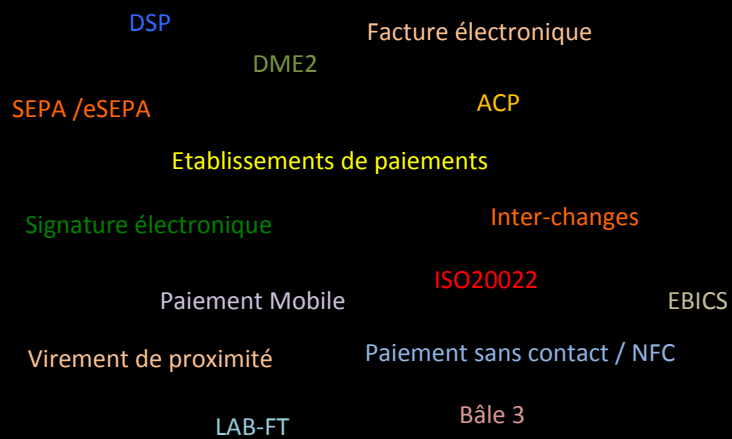 DSP
Facture électronique
DME2
SEPA /eSEPA
ACP
Etablissements de paiements
Signature électronique
Inter-changes
ISO20022
Paiement Mobile
EBICS
Virement de proximité
Paiement sans contact / NFC
LAB-FT
Bâle 3